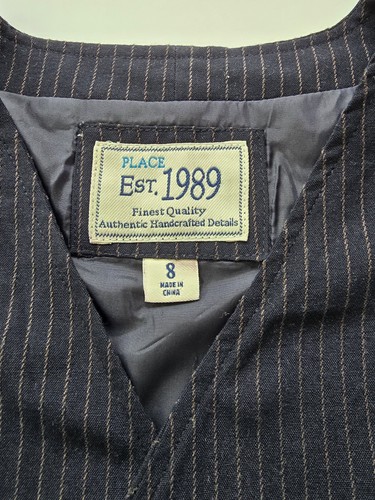 PLACE
EST. 1989
Finest Quality
Authentic Handcrafted Details
8
MADE IN
CHINA